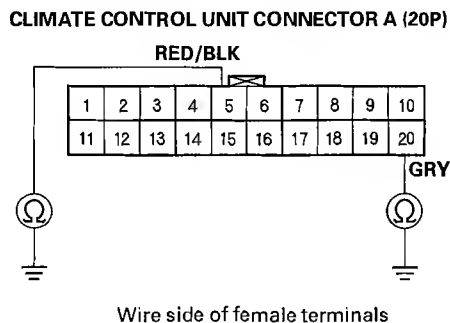 CLIMATE CONTROL UNIT CONNECTOR A (20P)
RED/BLK
1 2 3 4 5 6 7 8 9 10
11 12 13 14 15 16 17 18 19 20
GRY
Ω Ω
Wire side of female terminals